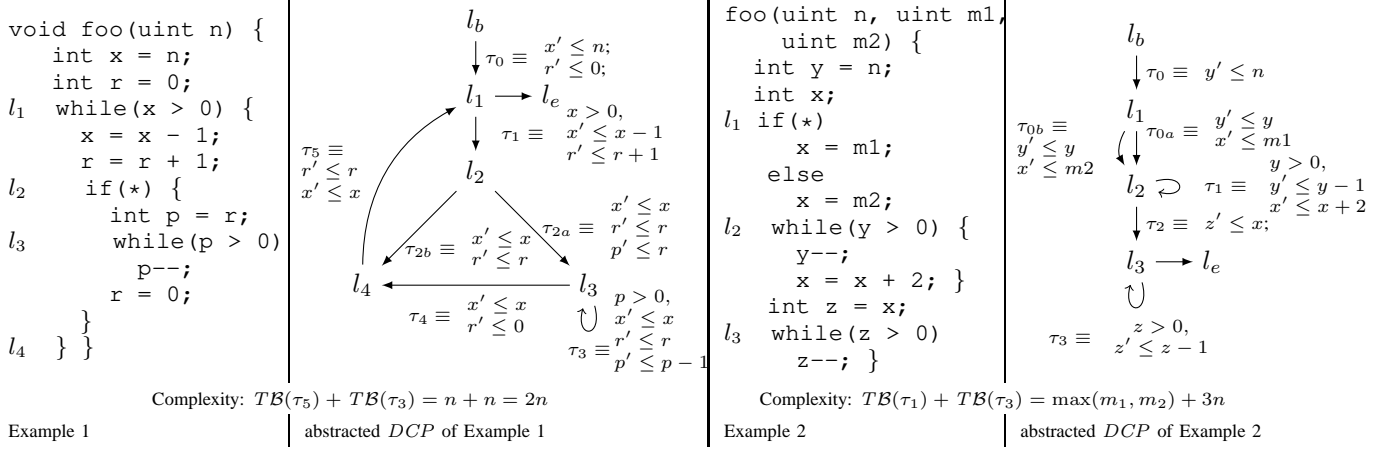 void foo(uint n) {
int x = n;
int r = 0;
l1 while(x > 0) {
x = x - 1;
r = r + 1;
l2 if(*) {
int p = r;
l3 while(p > 0)
p--;
r = 0;
}
l4 } }
lb
τ0 ≡ x′ ≤ n;
r′ ≤ 0;
l1 le
τ1 ≡ x > 0,
x′ ≤ x − 1
r′ ≤ r + 1
τ5 ≡
r′ ≤ r
x′ ≤ x
l2
τ2a ≡ x′ ≤ x
r′ ≤ r
p′ ≤ r
τ2b ≡ x′ ≤ x
r′ ≤ r
l4 l3
τ4 ≡ x′ ≤ x
r′ ≤ 0
τ3 ≡ p > 0,
x′ ≤ x
r′ ≤ r
p′ ≤ p − 1
Complexity: TB(τ5) + TB(τ3) = n + n = 2n
Example 1
abstracted DCP of Example 1
foo(uint n, uint m1,
uint m2) {
int y = n;
int x;
l1 if(*)
x = m1;
else
x = m2;
l2 while(y > 0) {
y--;
x = x + 2; }
int z = x;
l3 while(z > 0)
z--; }
lb
τ0 ≡ y′ ≤ n
l1
τ0b ≡
y′ ≤ y
x′ ≤ m2
τ0a ≡ y′ ≤ y
x′ ≤ m1
l2
τ1 ≡ y > 0,
y′ ≤ y − 1
x′ ≤ x + 2
τ2 ≡ z′ ≤ x;
l3 le
τ3 ≡ z > 0,
z′ ≤ z − 1
Complexity: TB(τ1) + TB(τ3) = max(m1, m2) + 3n
Example 2
abstracted DCP of Example 2